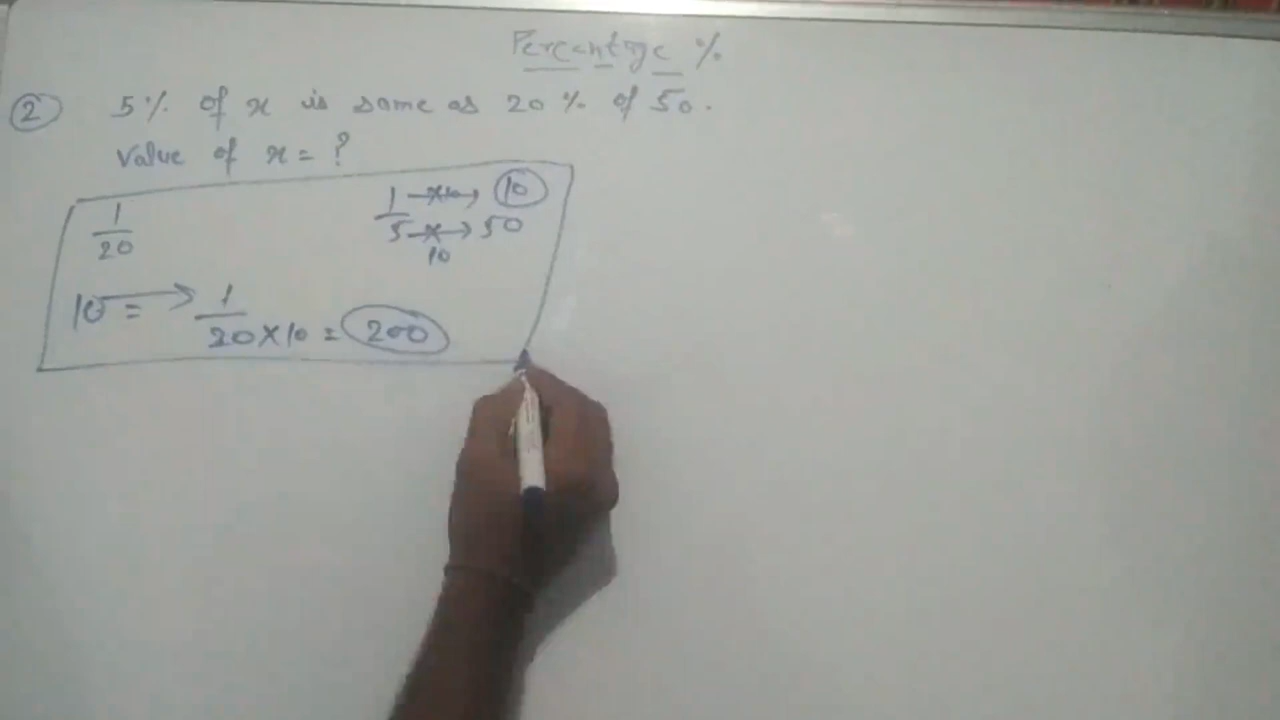 Percentage %
② 5% of x is same as 20% of 50.
Value of x = ?
1/20
1/5 ×10→ 10
×10→ 50
10 = → 1/20×10 = 200